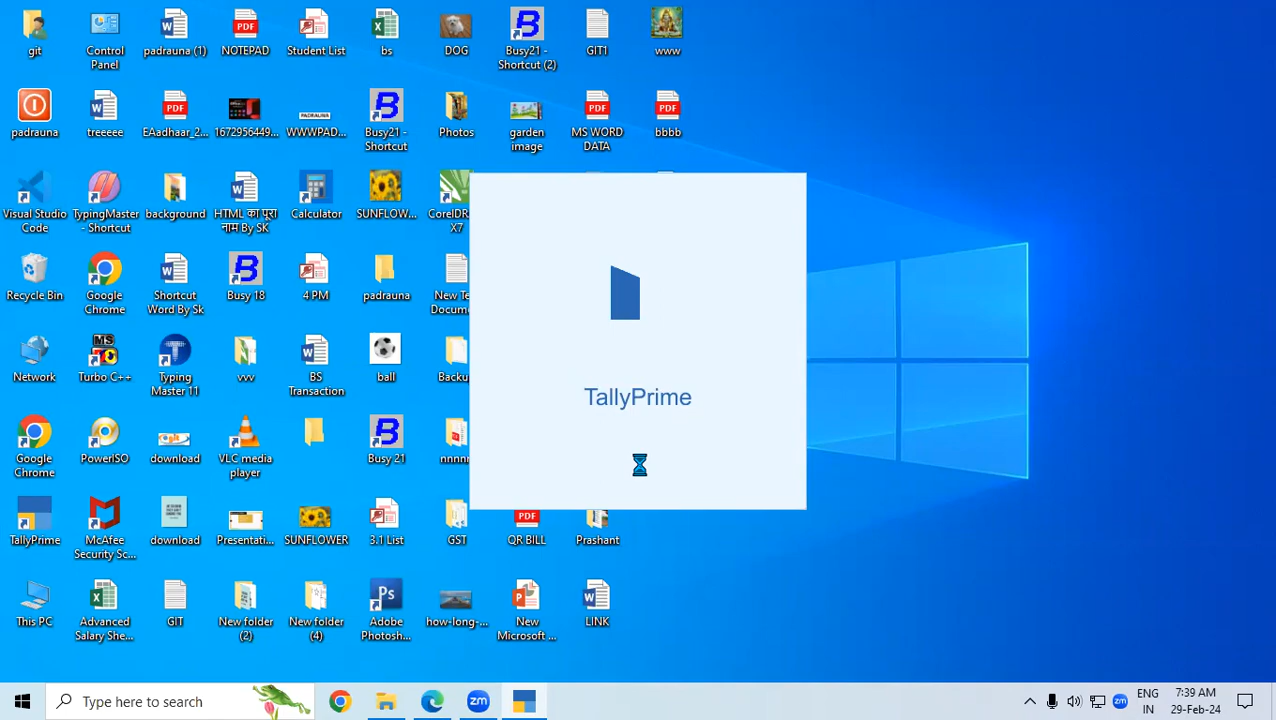 git
Control
Panel
padrauna (1)
NOTEPAD
Student List
bs
DOG
Busy21 -
Shortcut (2)
GIT1
www
padrauna
treeeee
EAadhaar_2...
1672956449...
WWWPAD...
Busy21 -
Shortcut
Photos
garden
image
MS WORD
DATA
bbbb
Visual Studio
Code
TypingMaster
- Shortcut
background
HTML का पूरा
नाम By SK
Calculator
SUNFLOW...
CorelDR
X7
Recycle Bin
Google
Chrome
Shortcut
Word By Sk
Busy 18
4 PM
padrauna
New Te
Docum
Network
Turbo C++
Typing
Master 11
vvv
BS
Transaction
ball
Backu
Google
Chrome
PowerISO
download
VLC media
player
Busy 21
nnnn
TallyPrime
TallyPrime
McAfee
Security Sc...
download
Presentati...
SUNFLOWER
3.1 List
GST
QR BILL
Prashant
This PC
Advanced
Salary She...
GIT
New folder
(2)
New folder
(4)
Adobe
Photosh...
how-long-...
New
Microsoft ...
LINK
Type here to search
zm
zm
ENG
IN
7:39 AM
29-Feb-24